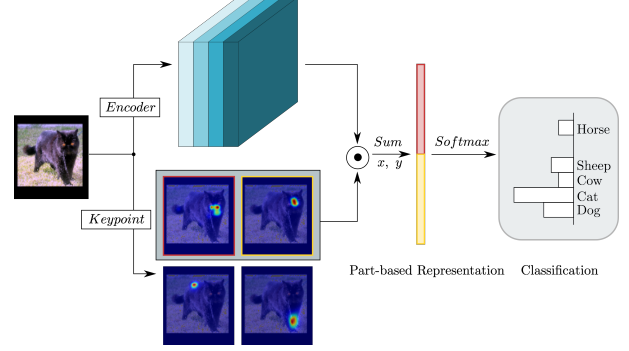 Encoder
Keypoint
Sum
x, y
Softmax
Horse
Sheep
Cow
Cat
Dog
Part-based Representation
Classification